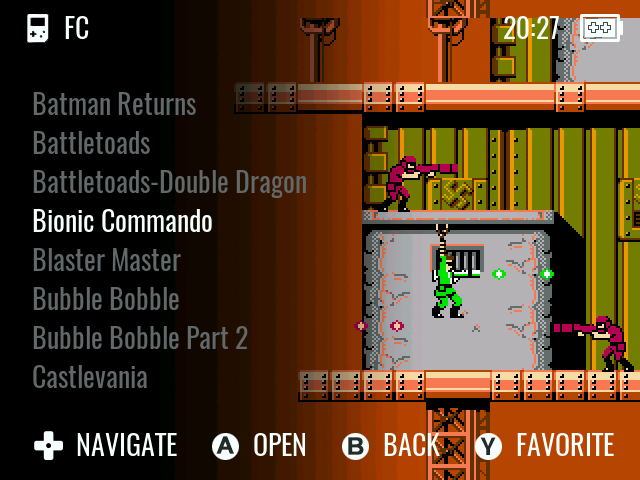 FC
20:27
Batman Returns
Battletoads
Battletoads-Double Dragon
Bionic Commando
Blaster Master
Bubble Bobble
Bubble Bobble Part 2
Castlevania
NAVIGATE A OPEN B BACK Y FAVORITE